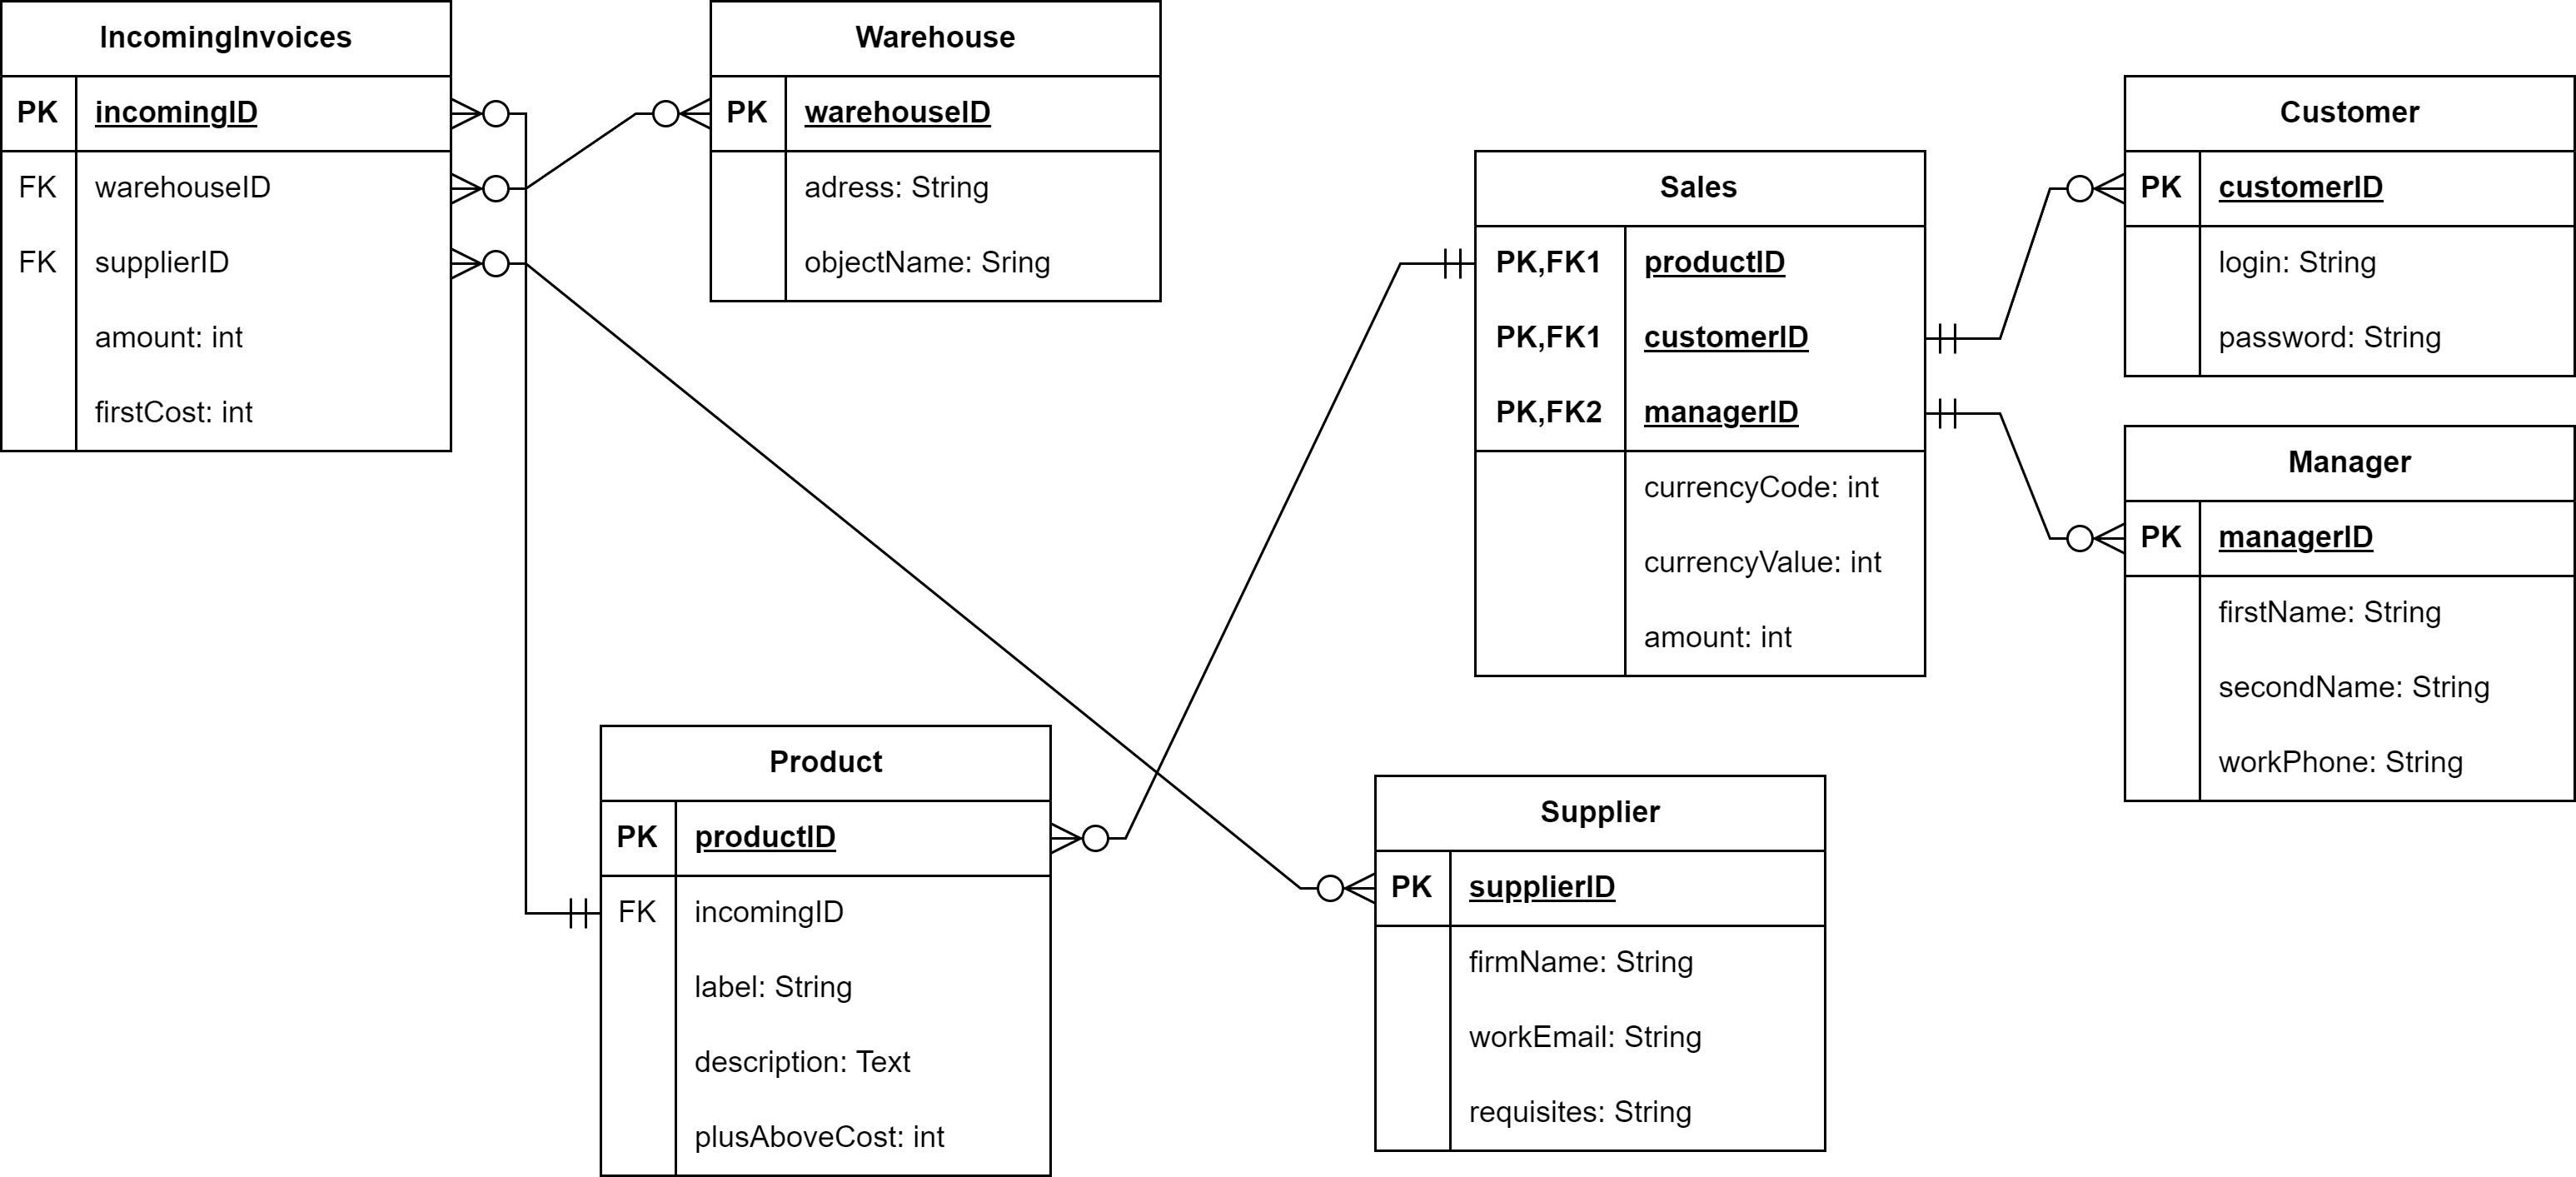 IncomingInvoices
PK incomingID
FK warehouseID
FK supplierID
amount: int
firstCost: int
Warehouse
PK warehouseID
adress: String
objectName: Sring
Sales
PK,FK1 productID
PK,FK1 customerID
PK,FK2 managerID
currencyCode: int
currencyValue: int
amount: int
Customer
PK customerID
login: String
password: String
Manager
PK managerID
firstName: String
secondName: String
workPhone: String
Product
PK productID
FK incomingID
label: String
description: Text
plusAboveCost: int
Supplier
PK supplierID
firmName: String
workEmail: String
requisites: String